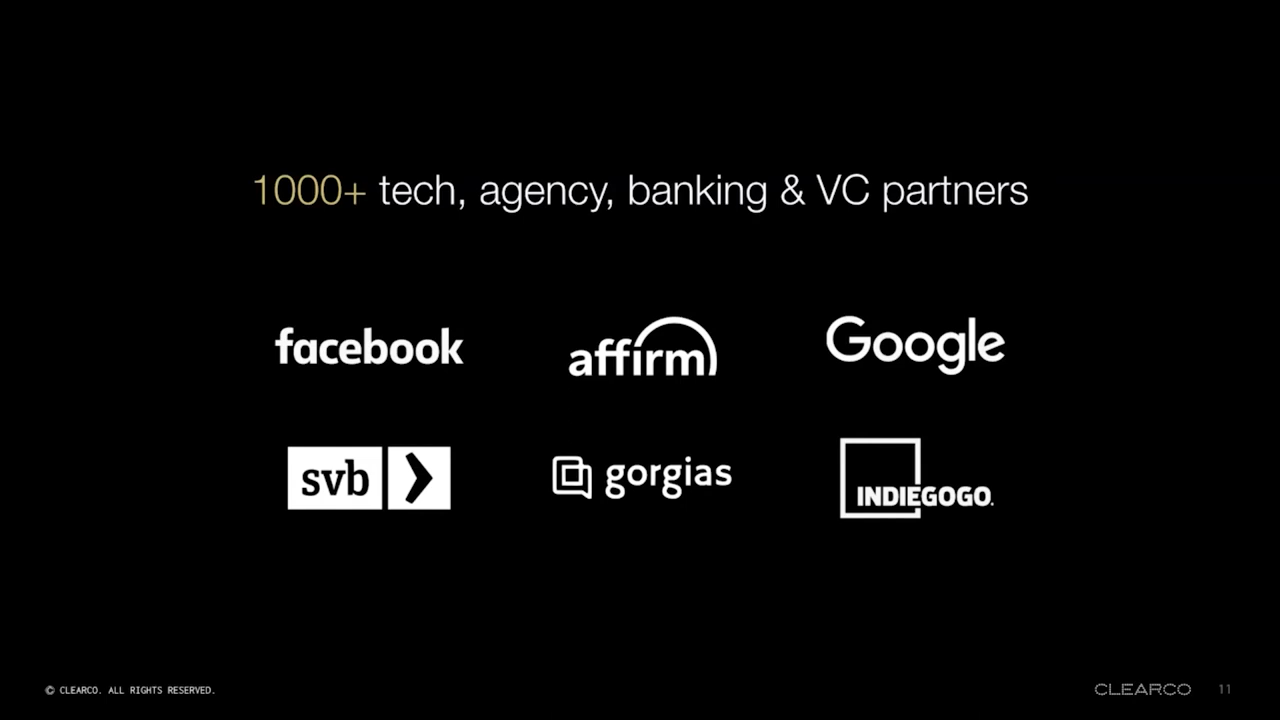 1000+ tech, agency, banking & VC partners
facebook
affirm
Google
svb
gorgias
INDIEGOGO.
© CLEARCO. ALL RIGHTS RESERVED.
CLEARCO 11